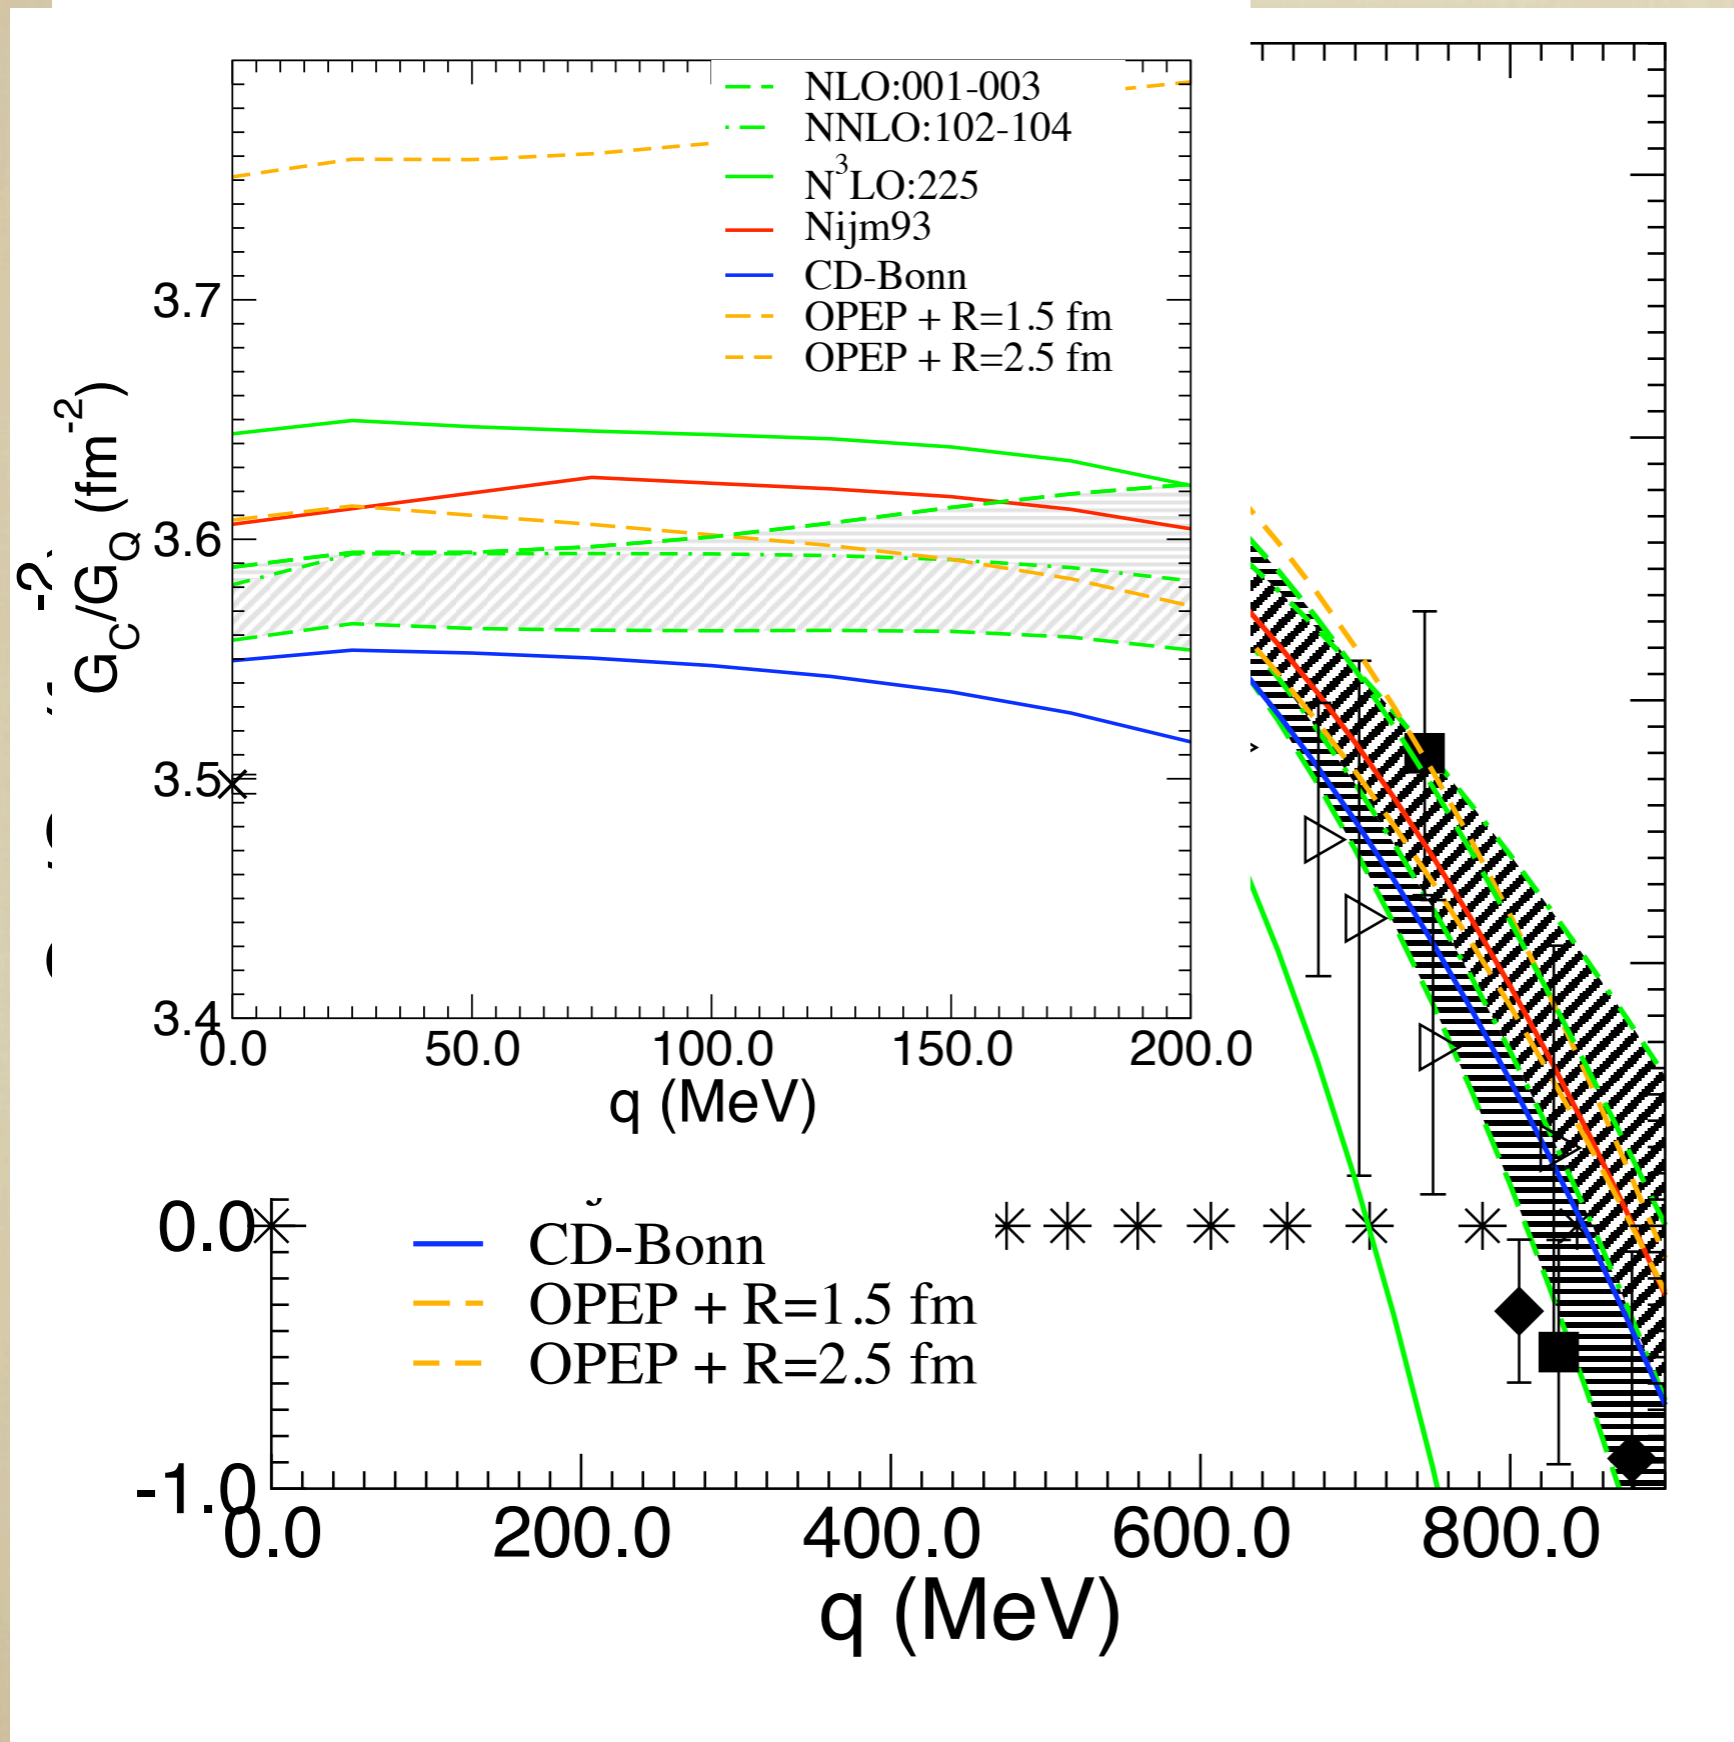 NLO:001-003
NNLO:102-104
N³LO:225
Nijm93
CD-Bonn
OPEP + R=1.5 fm
OPEP + R=2.5 fm
3.7
3.6
3.5
3.4
G_C/G_Q (fm⁻²)
-2
0.0 50.0 100.0 150.0 200.0
q (MeV)
0.0
CD-Bonn
OPEP + R=1.5 fm
OPEP + R=2.5 fm
-1.0
0.0 200.0 400.0 600.0 800.0
q (MeV)